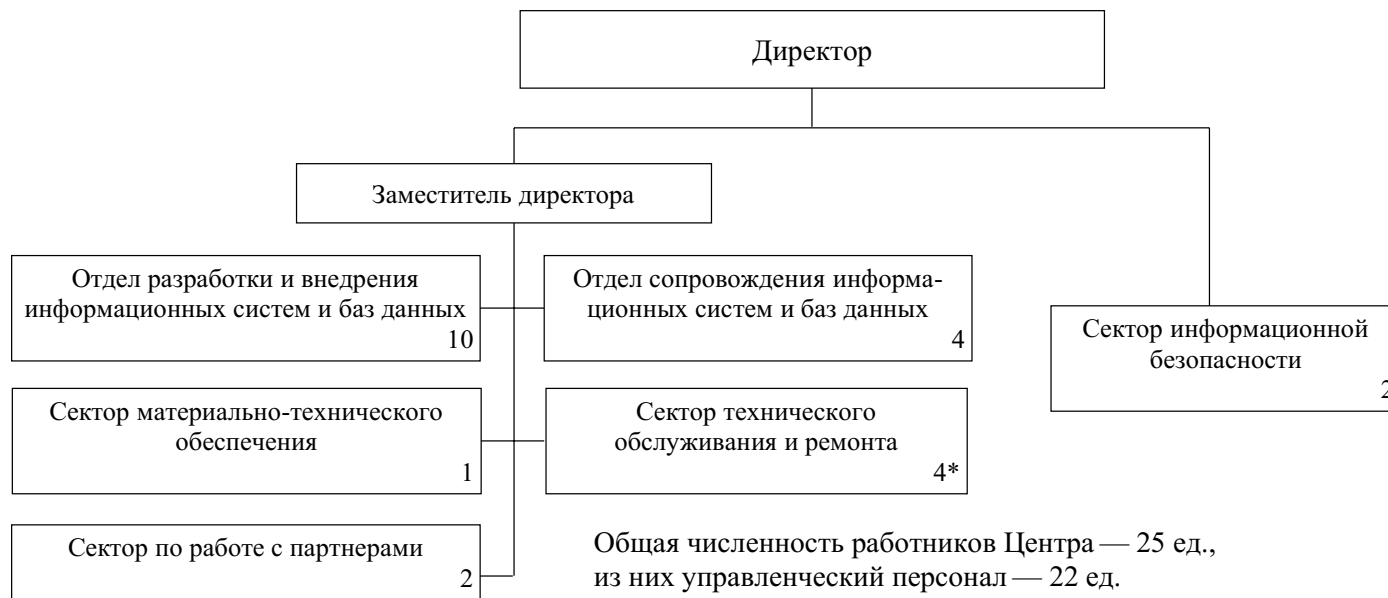 Директор
Заместитель директора
Отдел разработки и внедрения
информационных систем и баз данных
10
Отдел сопровождения информа-
ционных систем и баз данных
4
Сектор информационной
безопасности
2
Сектор материально-технического
обеспечения
1
Сектор технического
обслуживания и ремонта
4*
Сектор по работе с партнерами
2
Общая численность работников Центра — 25 ед.,
из них управленческий персонал — 22 ед.